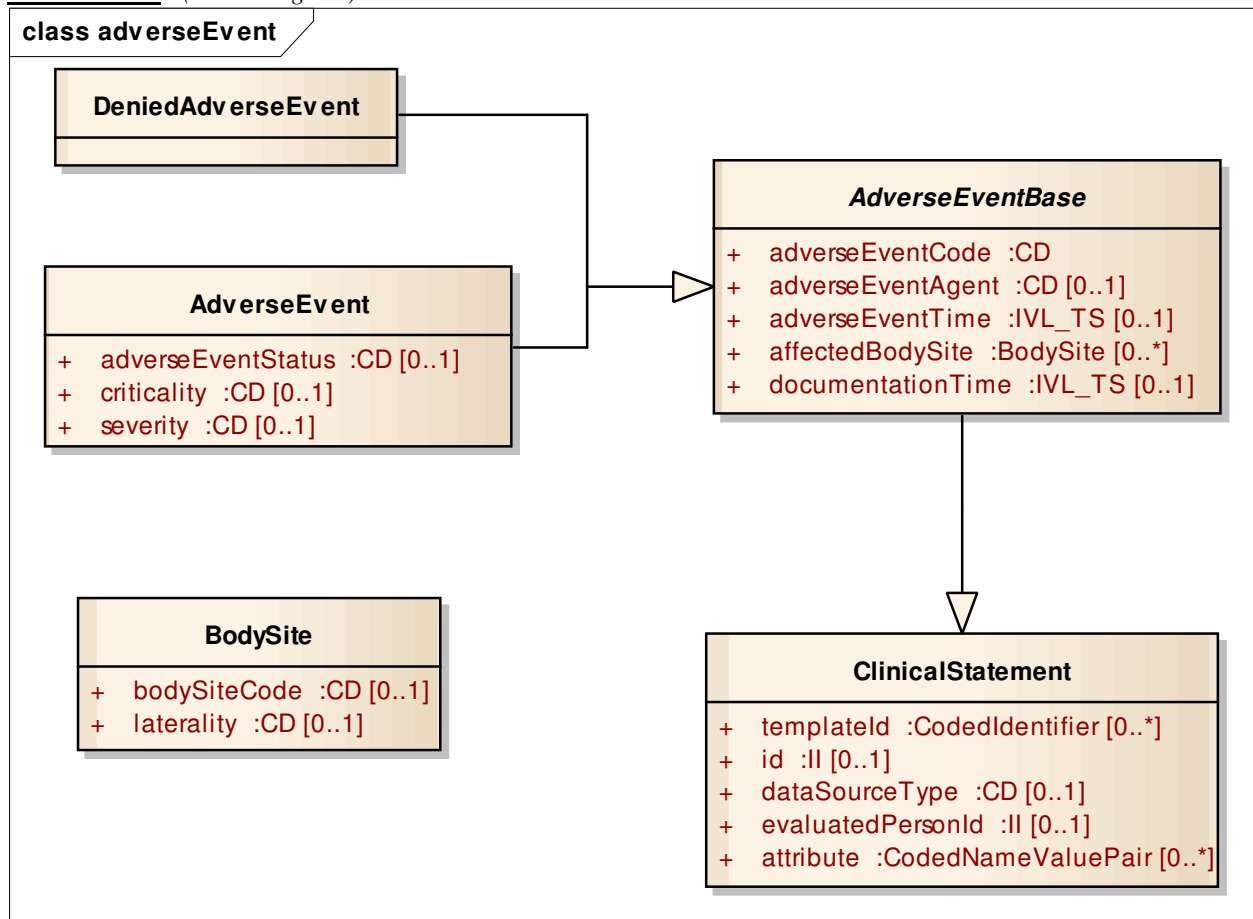 class adverseEvent
DeniedAdverseEvent
AdverseEventBase
+ adverseEventCode :CD
+ adverseEventAgent :CD [0..1]
+ adverseEventTime :IVL_TS [0..1]
+ affectedBodySite :BodySite [0..*]
+ documentationTime :IVL_TS [0..1]
AdverseEvent
+ adverseEventStatus :CD [0..1]
+ criticality :CD [0..1]
+ severity :CD [0..1]
BodySite
+ bodySiteCode :CD [0..1]
+ laterality :CD [0..1]
ClinicalStatement
+ templateId :CodedIdentifier [0..*]
+ id :II [0..1]
+ dataSourceType :CD [0..1]
+ evaluatedPersonId :II [0..1]
+ attribute :CodedNameValuePair [0..*]